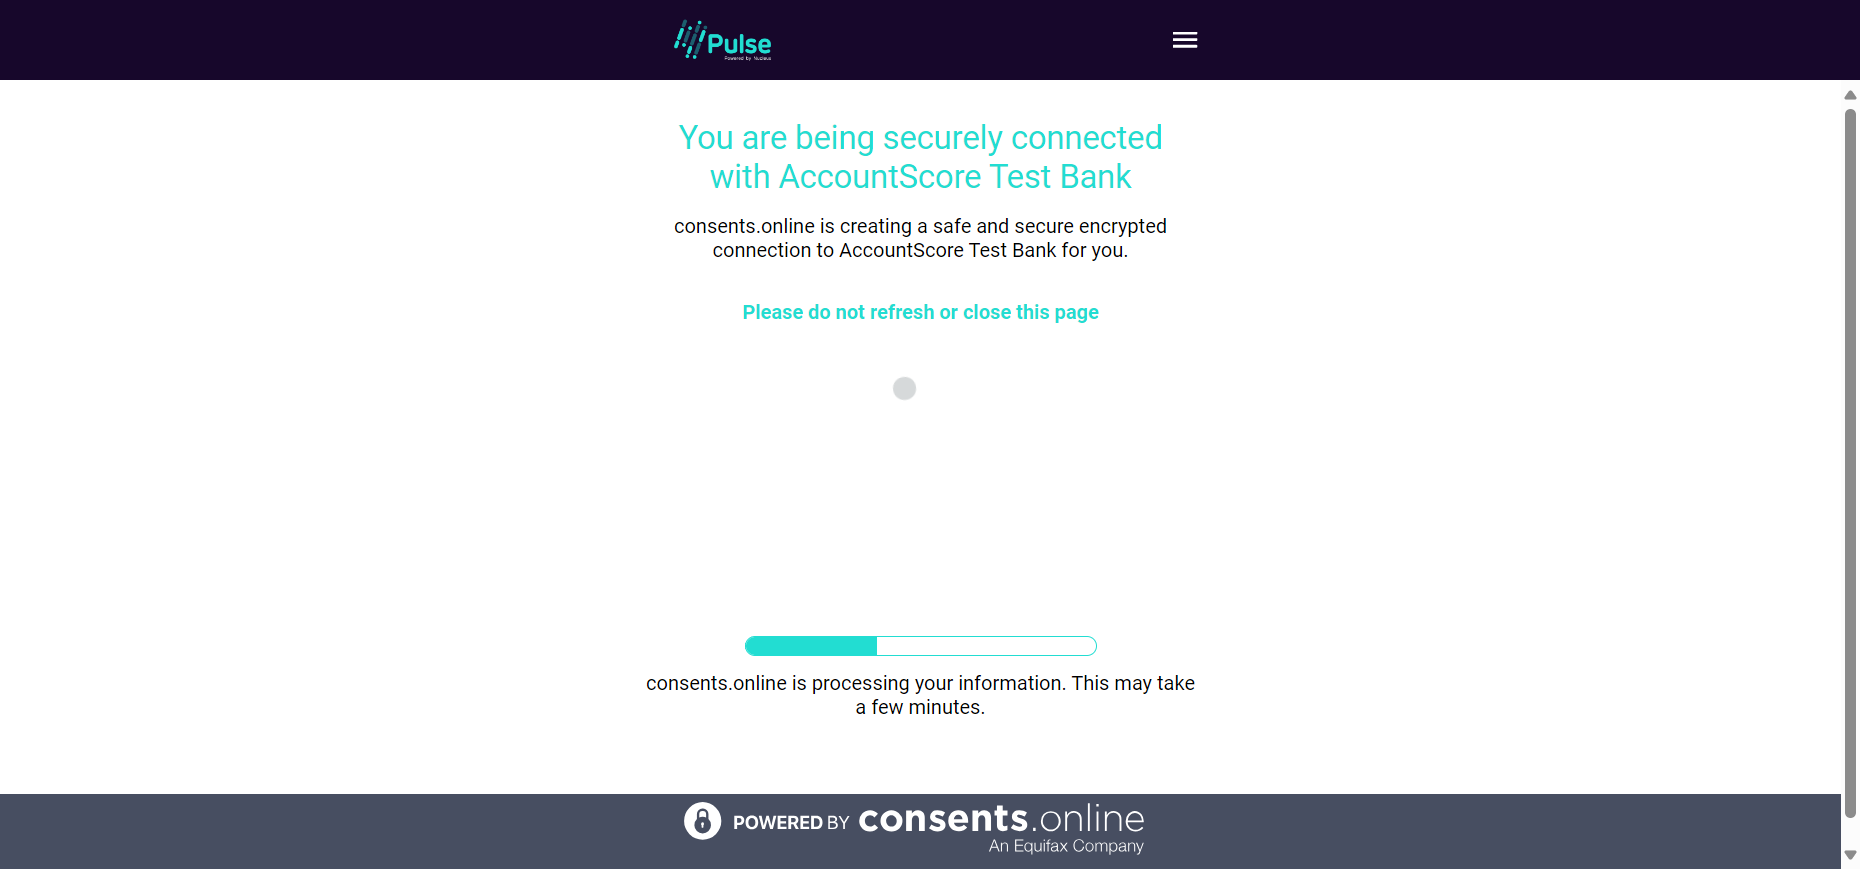 Pulse
Powered by Nucleus
You are being securely connected
with AccountScore Test Bank
consents.online is creating a safe and secure encrypted
connection to AccountScore Test Bank for you.
Please do not refresh or close this page
consents.online is processing your information. This may take
a few minutes.
POWERED BY consents.online
An Equifax Company